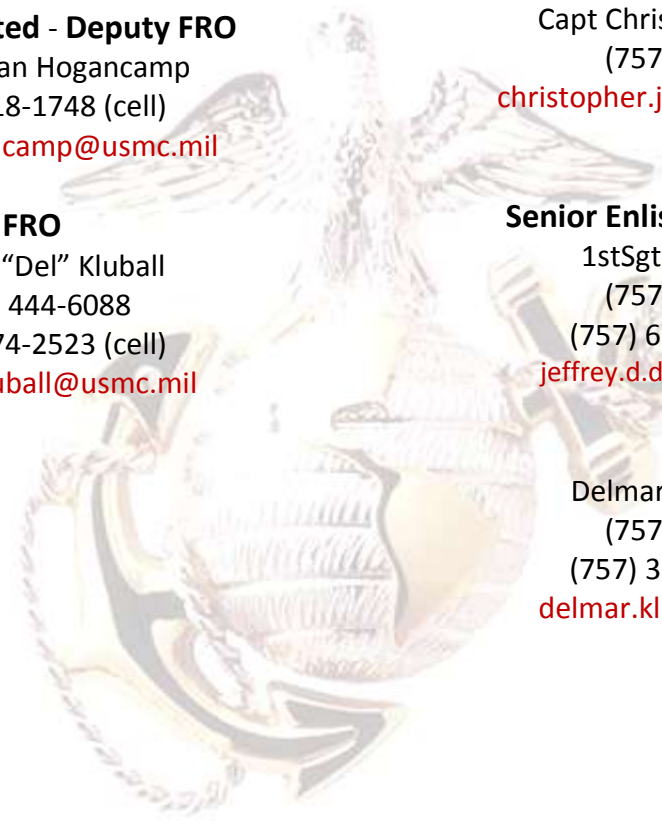 ted - Deputy FRO
an Hogancamp
18-1748 (cell)
camp@usmc.mil
FRO
"Del" Kluball
444-6088
74-2523 (cell)
uball@usmc.mil
Capt Chris
(757
christopher.j
Senior Enlis
1stSgt
(757
(757) 6
jeffrey.d.d
Delmar
(757
(757) 3
delmar.kl